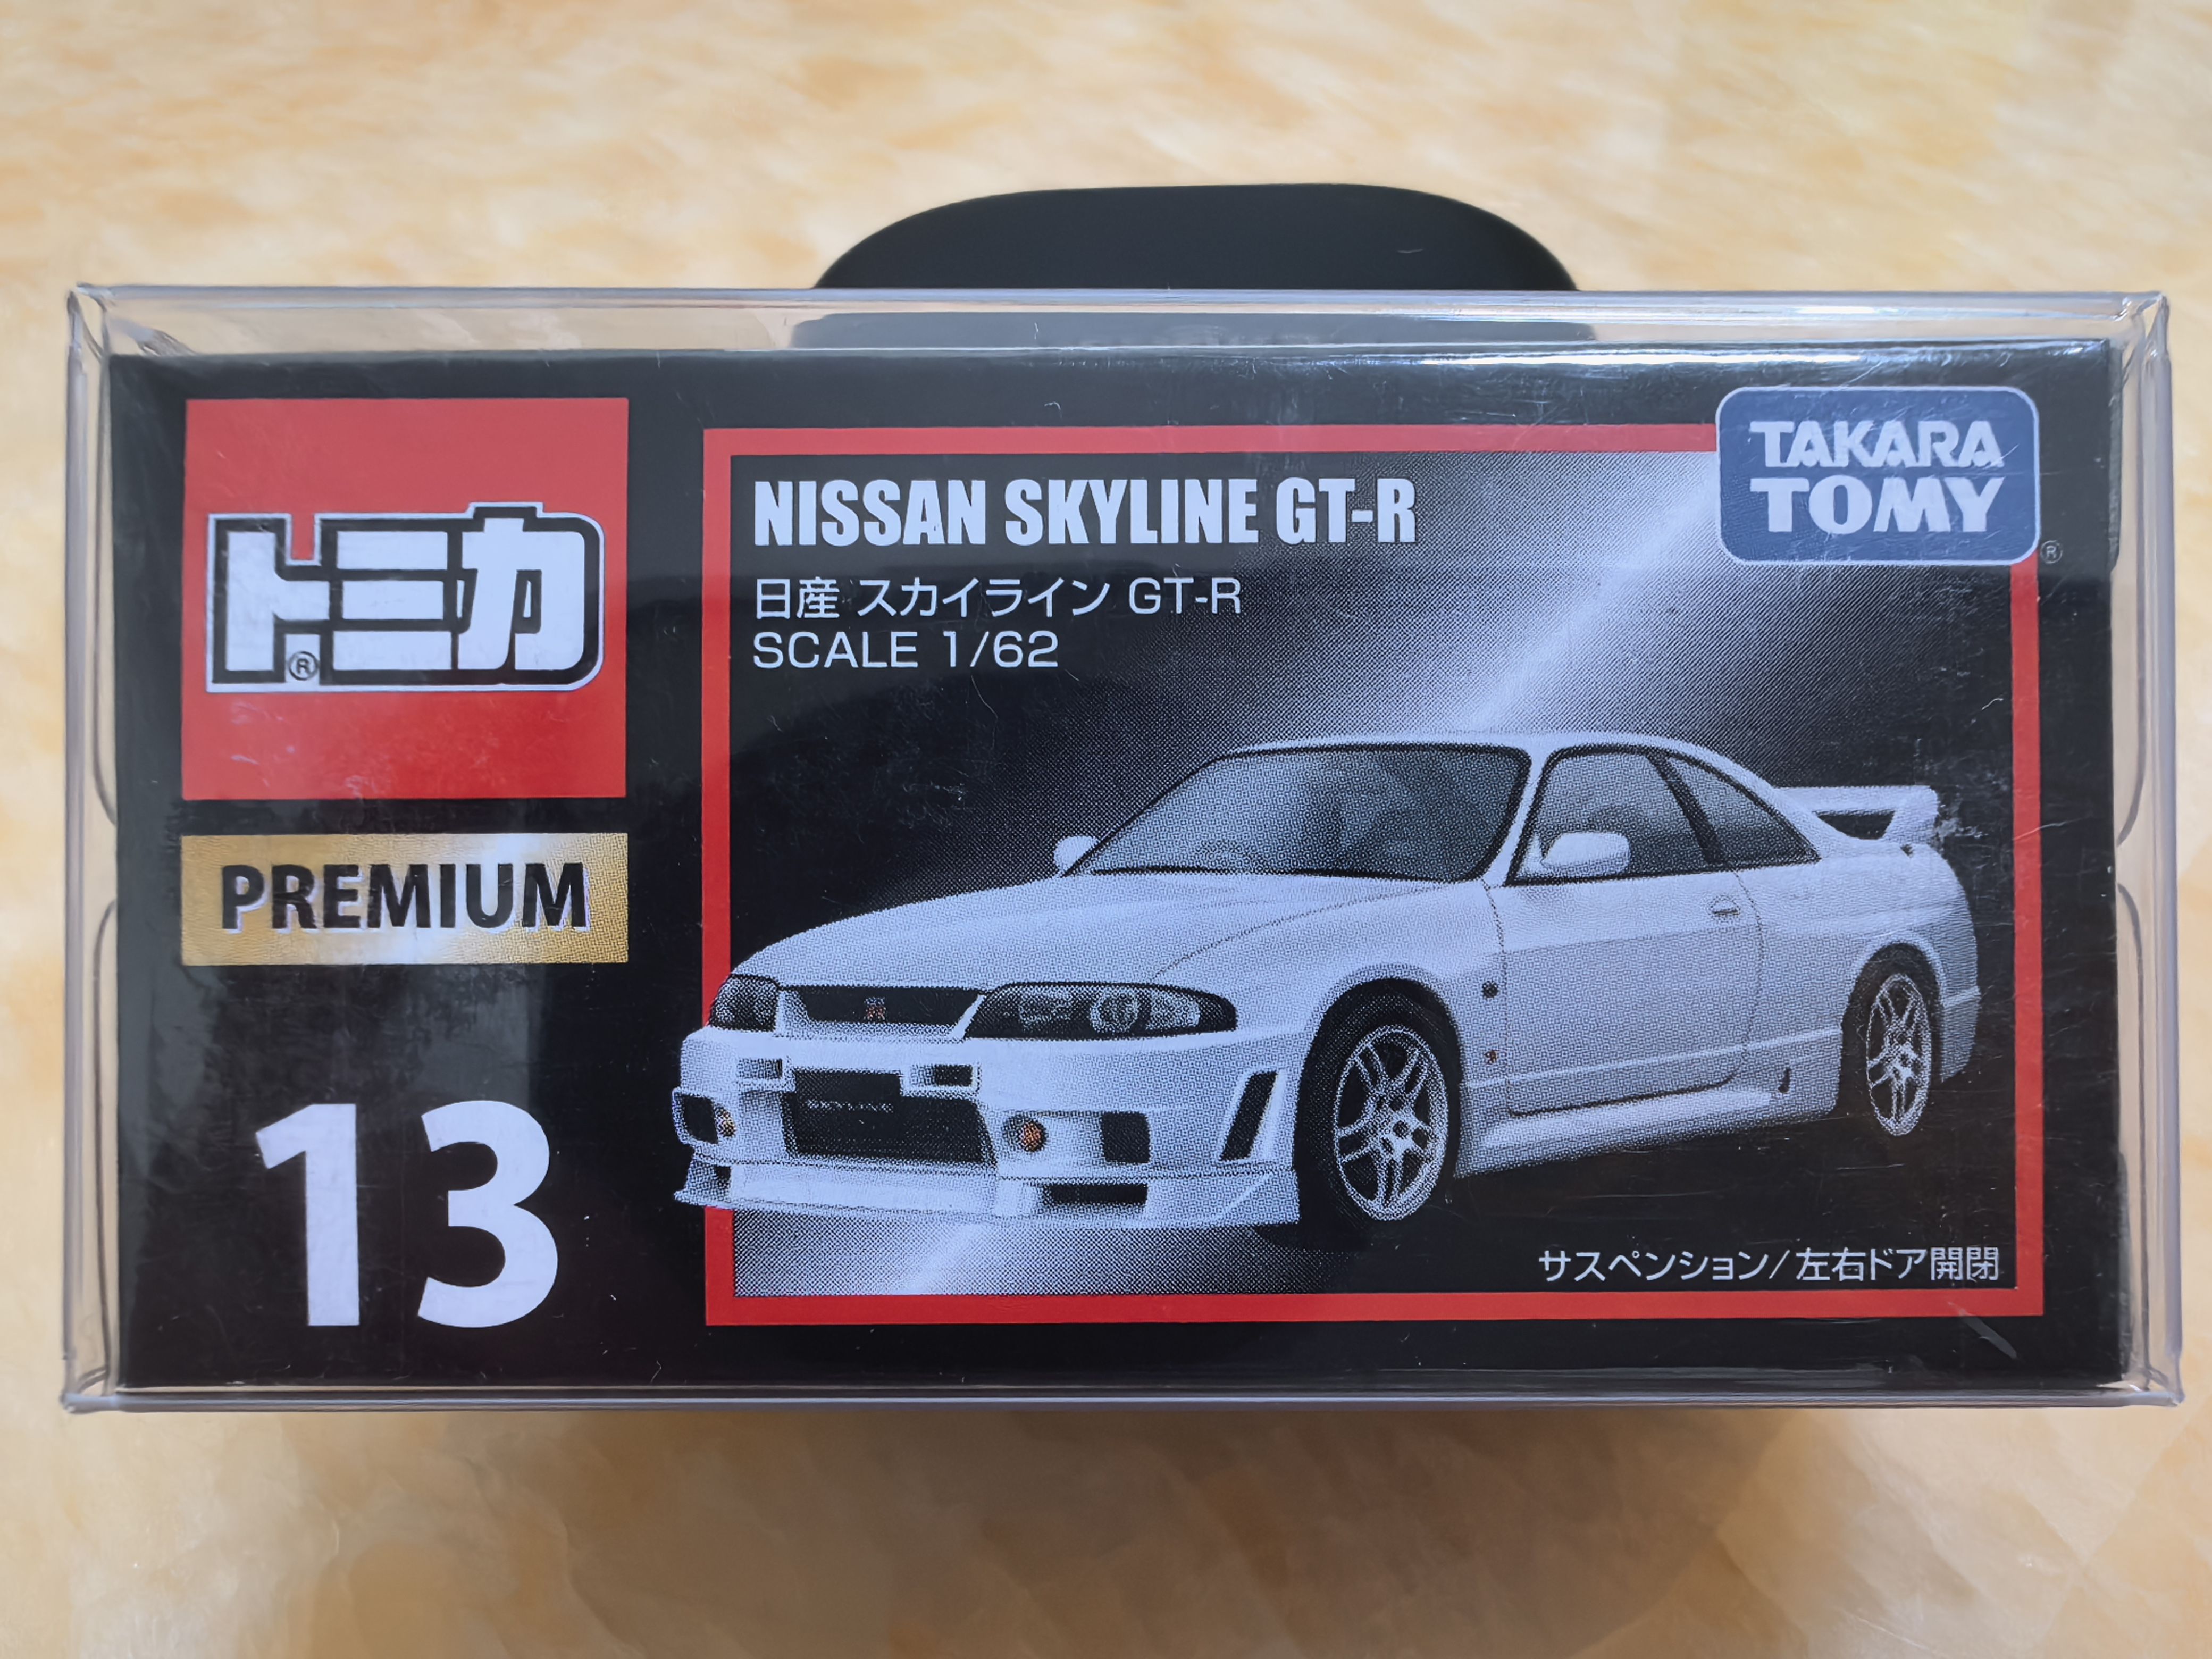 トミカ®
PREMIUM
13
NISSAN SKYLINE GT-R
日産 スカイライン GT-R
SCALE 1/62
TAKARA
TOMY®
SKYLINE
サスペンション/左右ドア開閉